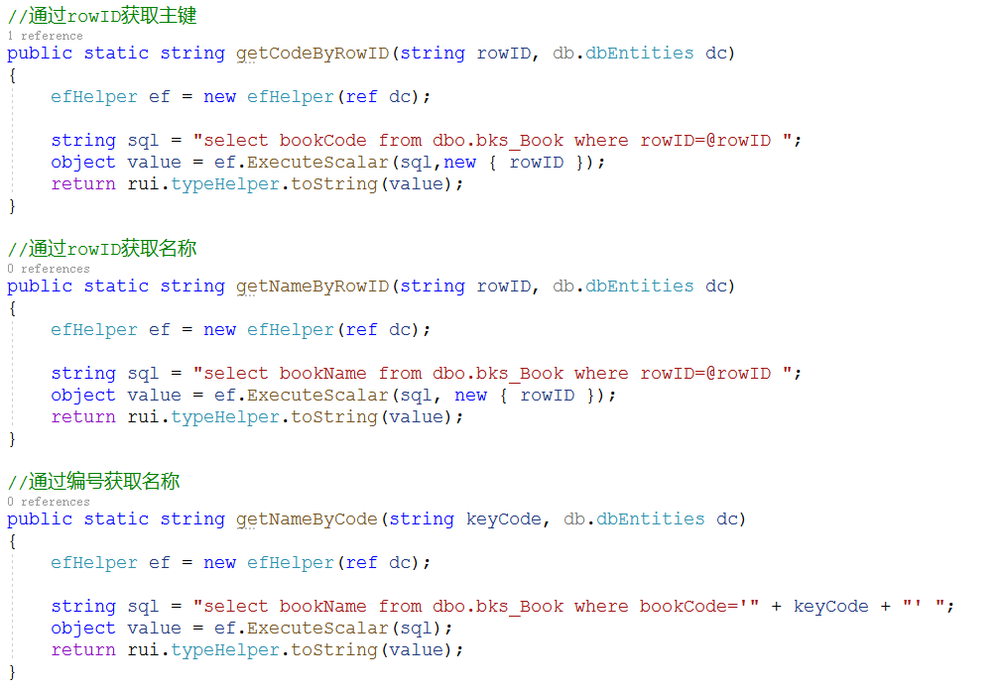 //通过rowID获取主键
1 reference
public static string getCodeByRowID(string rowID, db.dbEntities dc)
{
    efHelper ef = new efHelper(ref dc);
    string sql = "select bookCode from dbo.bks_Book where rowID=@rowID ";
    object value = ef.ExecuteScalar(sql,new { rowID });
    return rui.typeHelper.toString(value);
}
//通过rowID获取名称
0 references
public static string getNameByRowID(string rowID, db.dbEntities dc)
{
    efHelper ef = new efHelper(ref dc);
    string sql = "select bookName from dbo.bks_Book where rowID=@rowID ";
    object value = ef.ExecuteScalar(sql, new { rowID });
    return rui.typeHelper.toString(value);
}
//通过编号获取名称
0 references
public static string getNameByCode(string keyCode, db.dbEntities dc)
{
    efHelper ef = new efHelper(ref dc);
    string sql = "select bookName from dbo.bks_Book where bookCode='" + keyCode + "' ";
    object value = ef.ExecuteScalar(sql);
    return rui.typeHelper.toString(value);
}